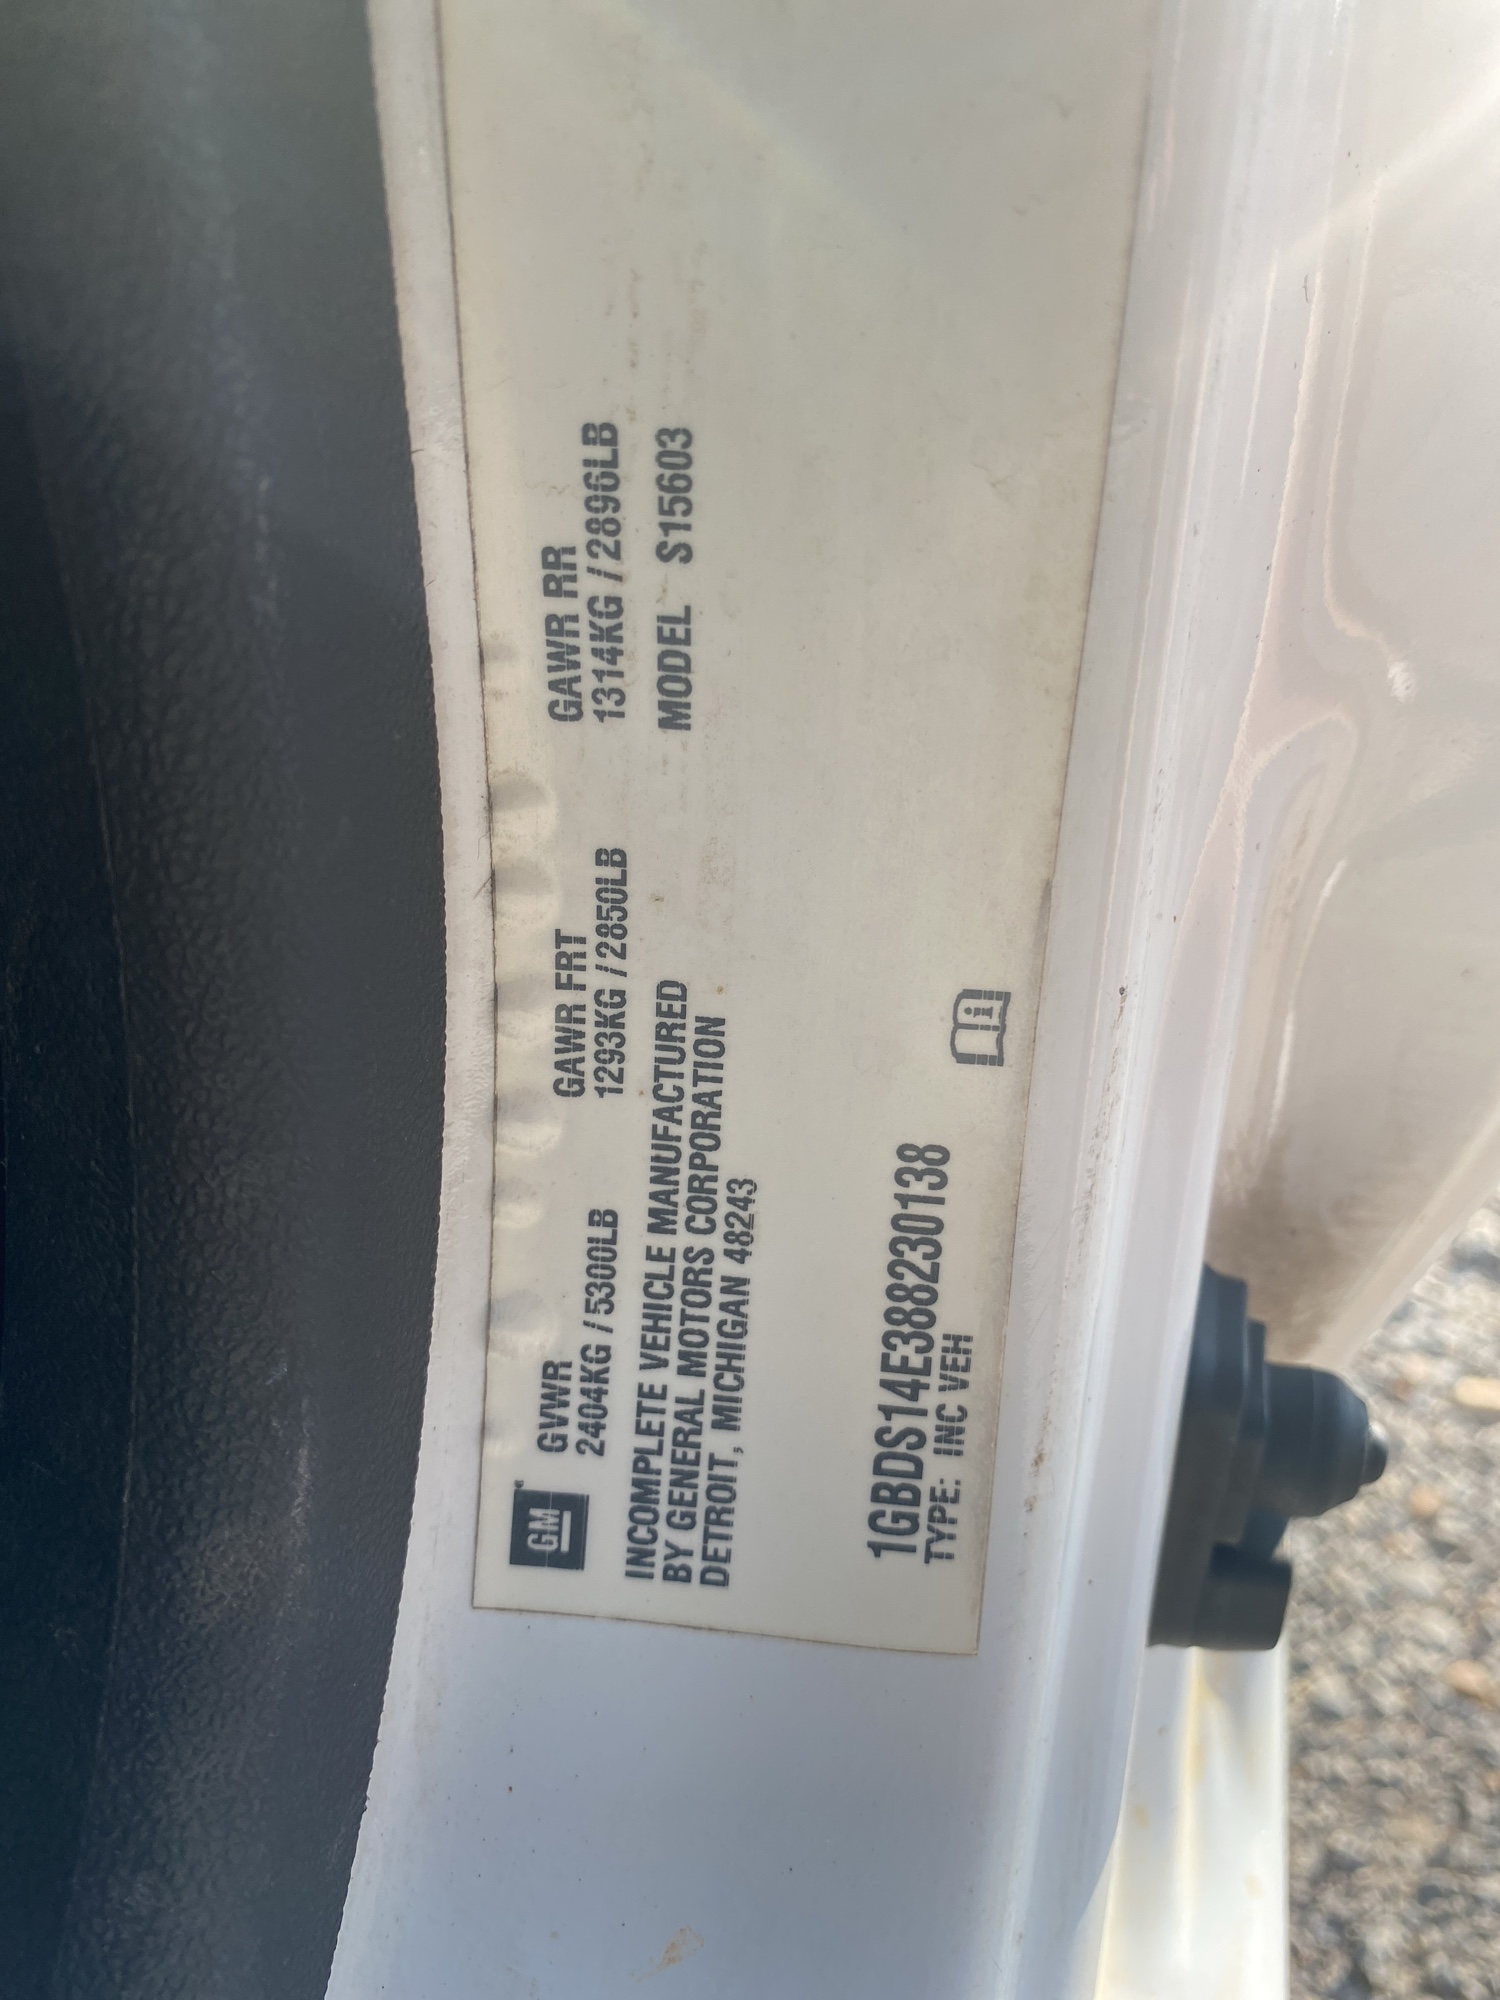 GM
GVWR GAWR FRT GAWR RR
2404KG / 5300LB 1293KG / 2850LB 1314KG / 2896LB
INCOMPLETE VEHICLE MANUFACTURED MODEL S15603
BY GENERAL MOTORS CORPORATION
DETROIT, MICHIGAN 48243
1GBDS14E388230138
TYPE: INC VEH